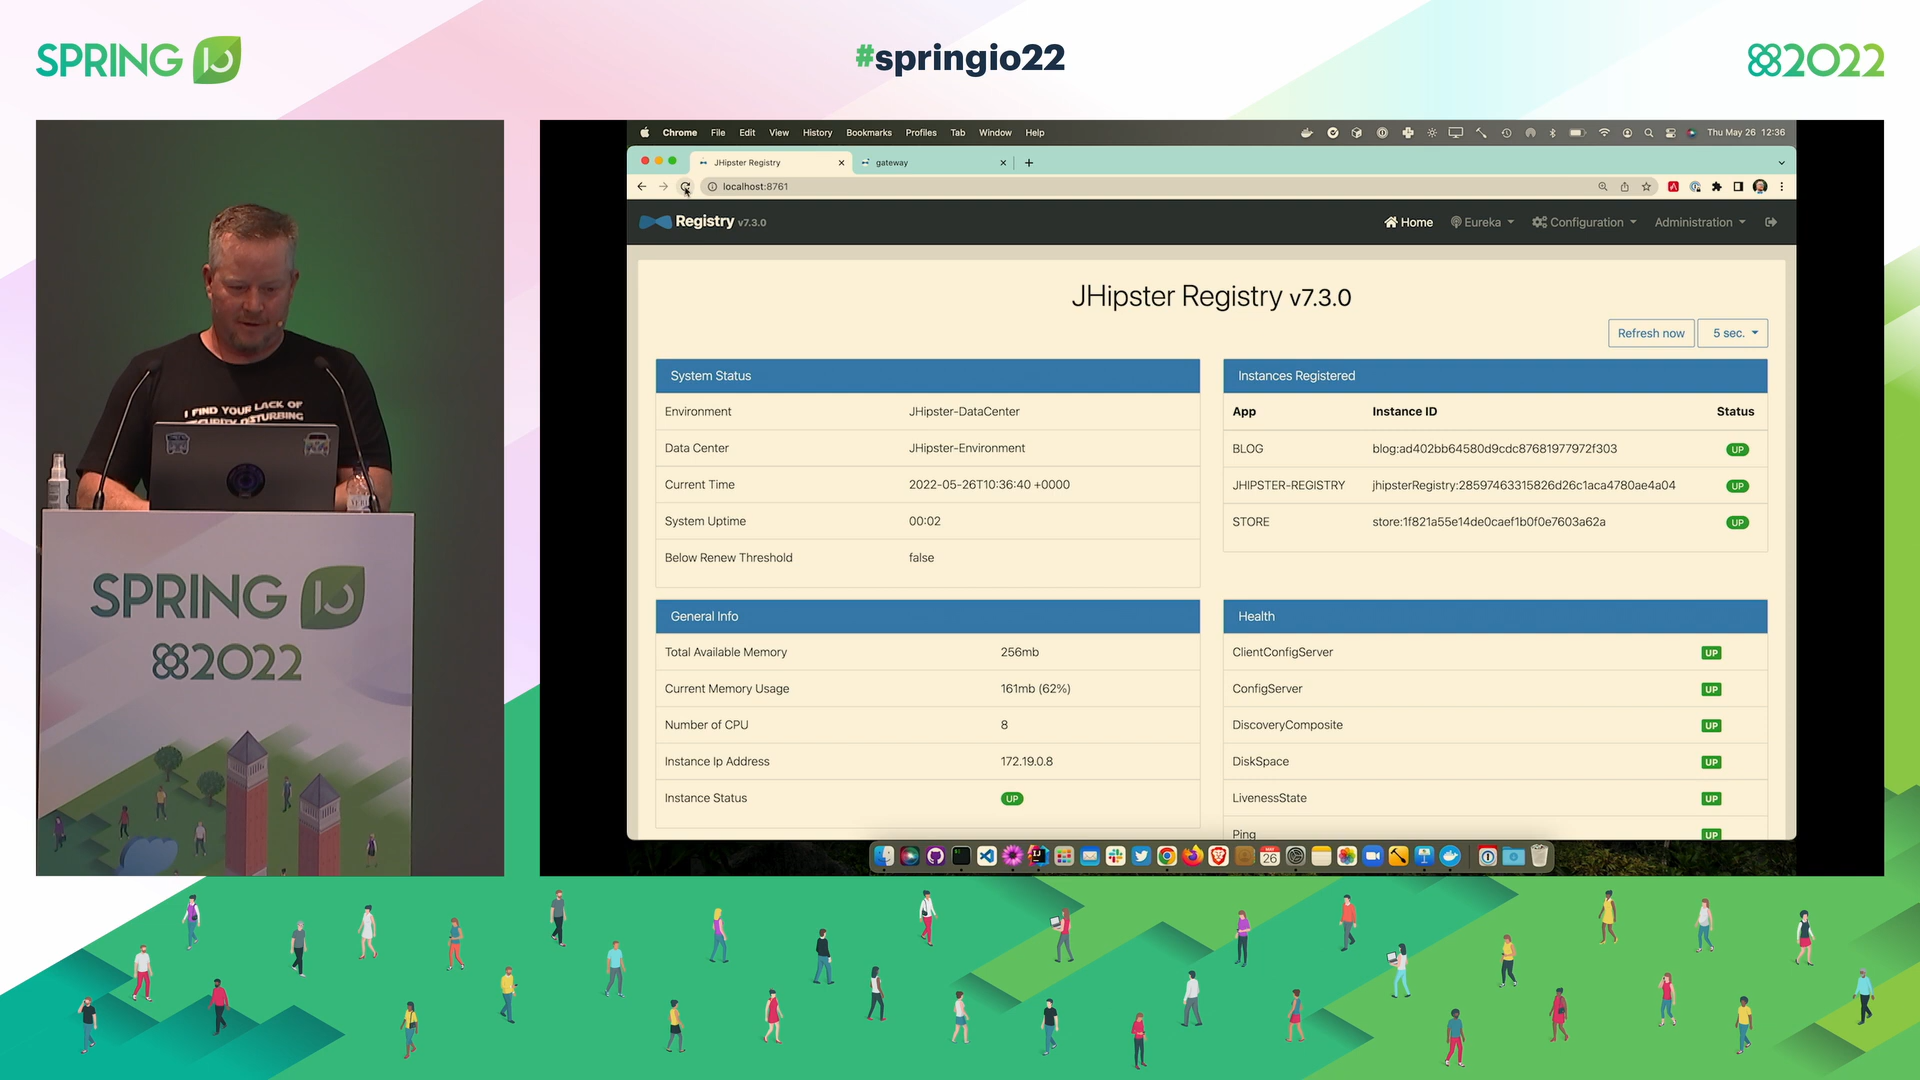 SPRING IO
#springio22
2022
Chrome File Edit View History Bookmarks Profiles Tab Window Help
Thu May 26 12:36
JHipster Registry
gateway
localhost:8761
Registry v7.3.0
Home Eureka Configuration Administration
JHipster Registry v7.3.0
Refresh now 5 sec.
System Status
Environment JHipster-DataCenter
Data Center JHipster-Environment
Current Time 2022-05-26T10:36:40 +0000
System Uptime 00:02
Below Renew Threshold false
Instances Registered
App Instance ID Status
BLOG blog:ad402bb64580d9cdc87681977972f303 UP
JHIPSTER-REGISTRY jhipsterRegistry:28597463315826d26c1aca4780ae4a04 UP
STORE store:1f821a55e14de0caef1b0f0e7603a62a UP
General Info
Total Available Memory 256mb
Current Memory Usage 161mb (62%)
Number of CPU 8
Instance Ip Address 172.19.0.8
Instance Status UP
Health
ClientConfigServer UP
ConfigServer UP
DiscoveryComposite UP
DiskSpace UP
LivenessState UP
Ping UP
26
I FIND YOUR LACK OF
SECURITY DISTURBING
SPRING IO
2022